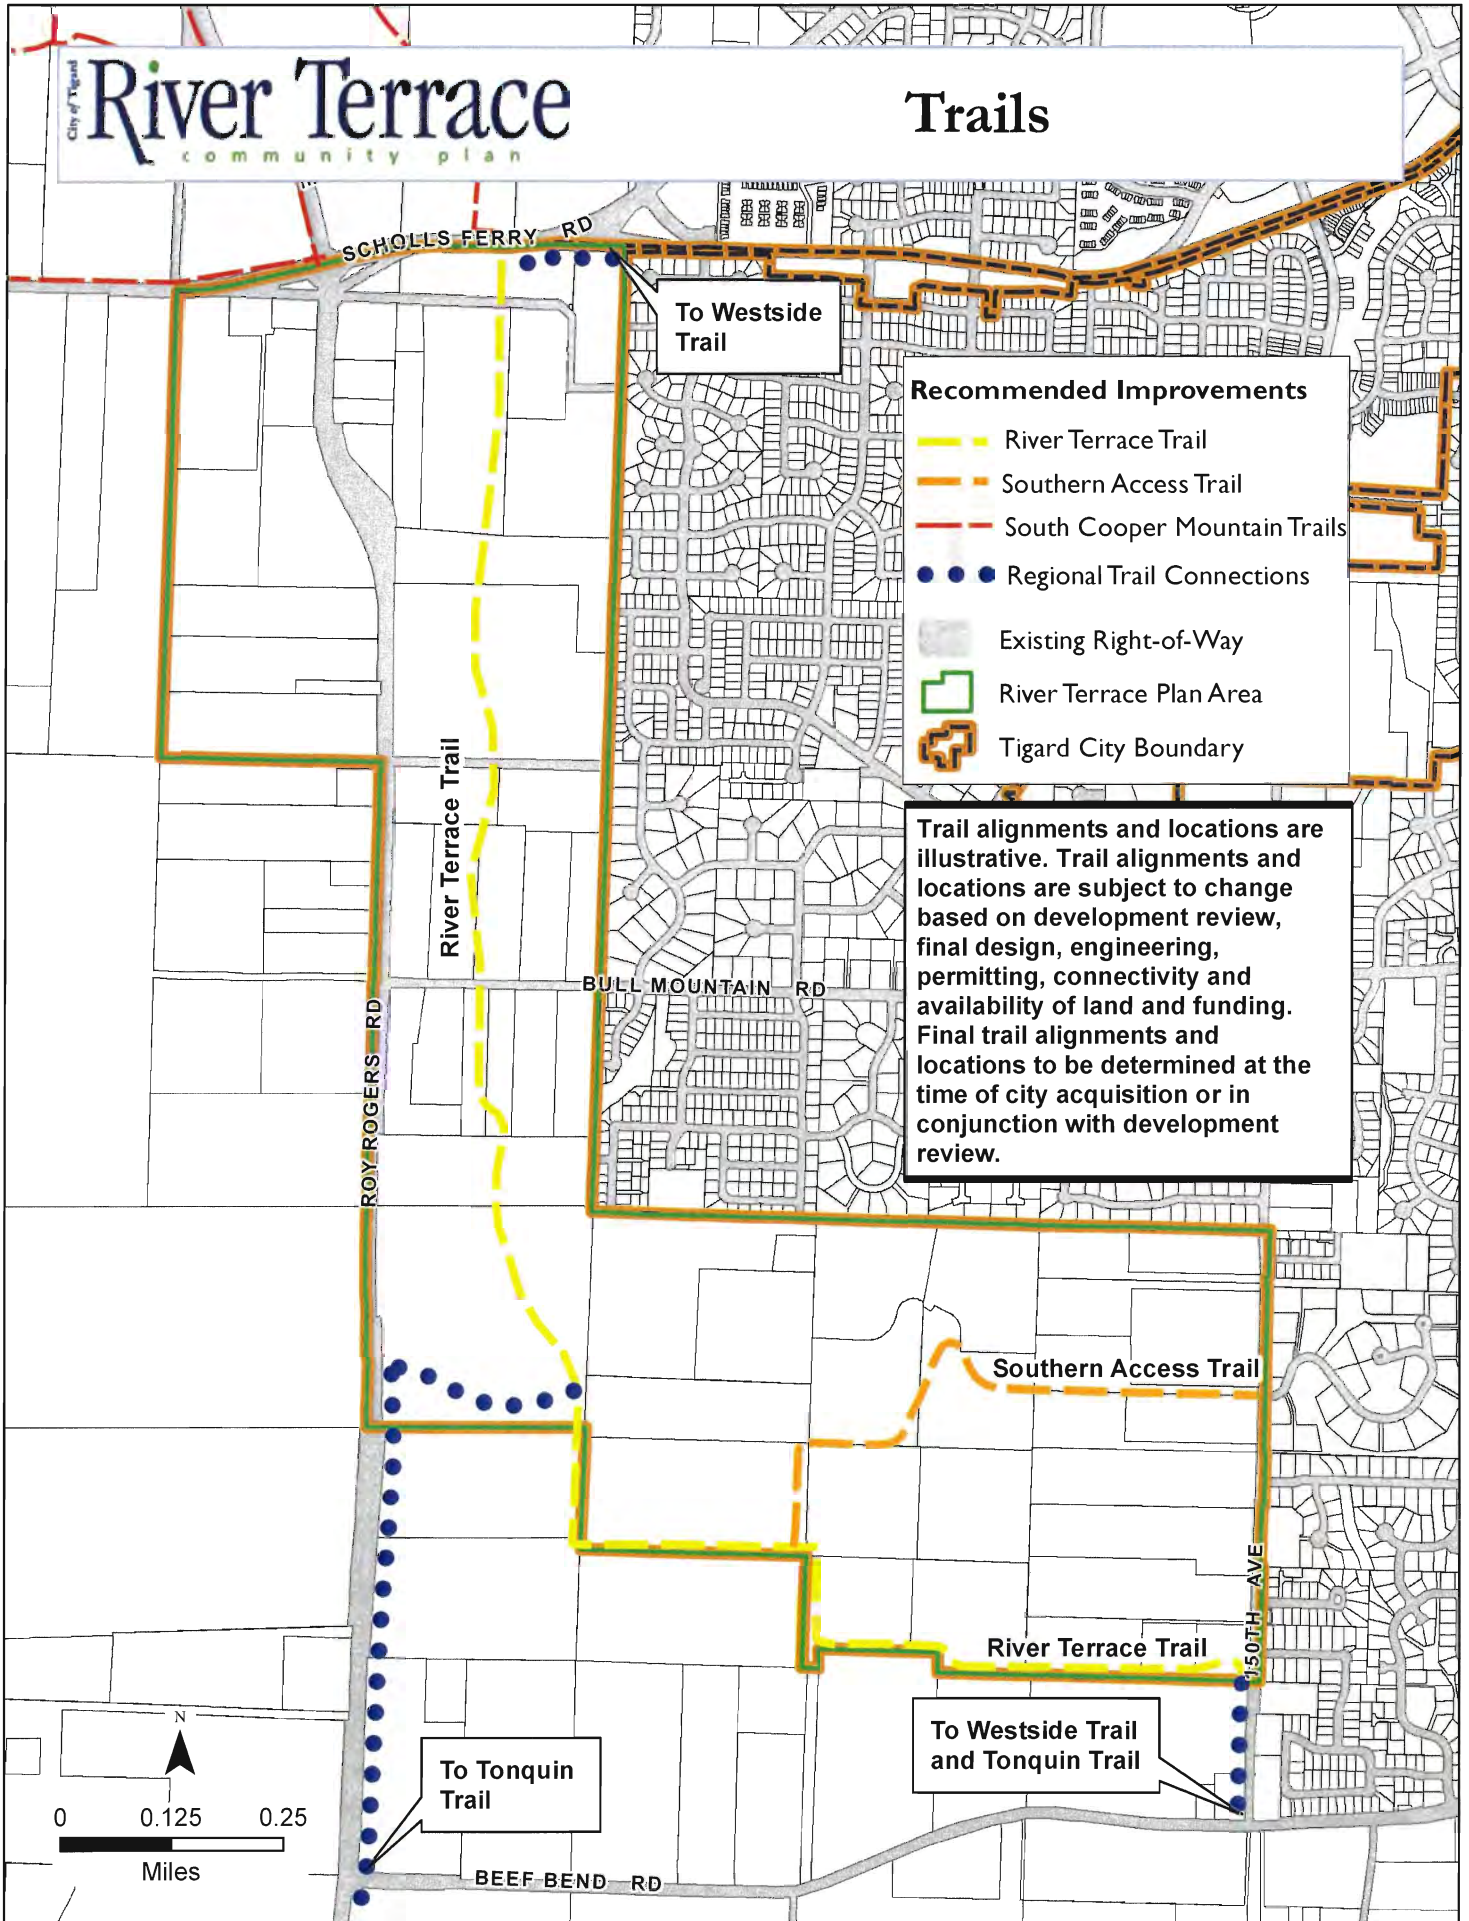 City of Tigard
River Terrace
community plan
Trails
SCHOLLS FERRY RD
To Westside
Trail
Recommended Improvements
River Terrace Trail
Southern Access Trail
South Cooper Mountain Trails
Regional Trail Connections
Existing Right-of-Way
River Terrace Plan Area
Tigard City Boundary
River Terrace Trail
Trail alignments and locations are
illustrative. Trail alignments and
locations are subject to change
based on development review,
final design, engineering,
permitting, connectivity and
availability of land and funding.
Final trail alignments and
locations to be determined at the
time of city acquisition or in
conjunction with development
review.
BULL MOUNTAIN RD
ROY ROGERS RD
Southern Access Trail
150TH AVE
River Terrace Trail
To Westside Trail
and Tonquin Trail
N
To Tonquin
Trail
0 0.125 0.25
Miles
BEEF BEND RD